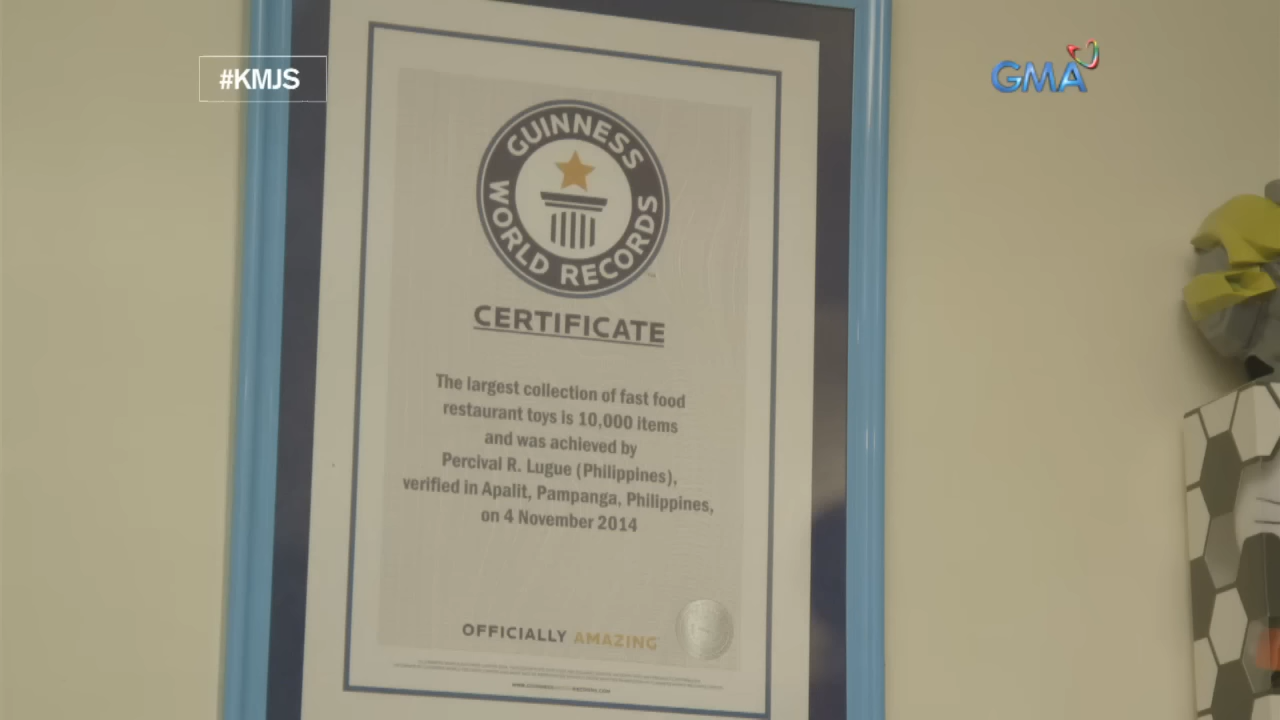 #KMJS
GMA
GUINNESS
WORLD RECORDS
CERTIFICATE
The largest collection of fast food
restaurant toys is 10,000 items
and was achieved by
Percival R. Lugue (Philippines),
verified in Apalit, Pampanga, Philippines,
on 4 November 2014
OFFICIALLY AMAZING